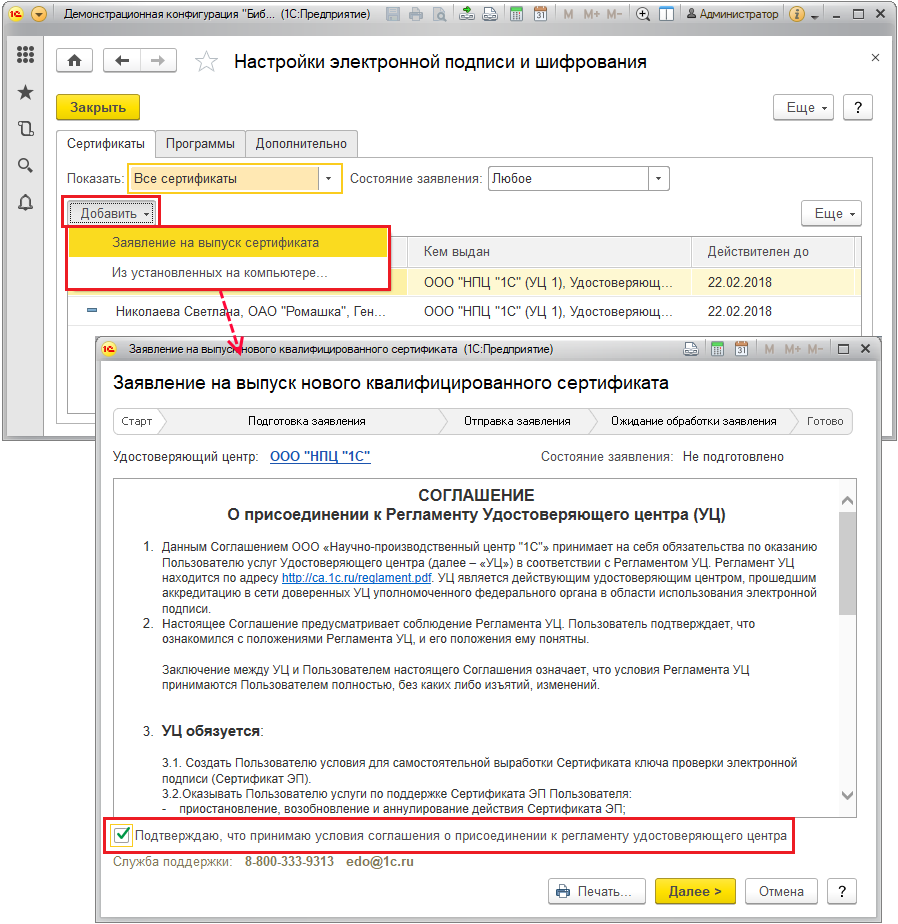 Демонстрационная конфигурация "Биб... (1С:Предприятие) M M+ M- Администратор
Настройки электронной подписи и шифрования
Закрыть Еще ?
Сертификаты Программы Дополнительно
Показать: Все сертификаты Состояние заявления: Любое
Добавить Еще
Заявление на выпуск сертификата
Из установленных на компьютере...
Кем выдан Действителен до
ООО "НПЦ "1С" (УЦ 1), Удостоверяющ... 22.02.2018
Николаева Светлана, ОАО "Ромашка", Ген... ООО "НПЦ "1С" (УЦ 1), Удостоверяющ... 22.02.2018
Заявление на выпуск нового квалифицированного сертификата (1С:Предприятие) M M+ M-
Заявление на выпуск нового квалифицированного сертификата
Старт Подготовка заявления Отправка заявления Ожидание обработки заявления Готово
Удостоверяющий центр: ООО "НПЦ "1С" Состояние заявления: Не подготовлено
СОГЛАШЕНИЕ
О присоединении к Регламенту Удостоверяющего центра (УЦ)
1. Данным Соглашением ООО «Научно-производственный центр "1С"» принимает на себя обязательства по оказанию
Пользователю услуг Удостоверяющего центра (далее – «УЦ») в соответствии с Регламентом УЦ. Регламент УЦ
находится по адресу http://ca.1c.ru/reglament.pdf. УЦ является действующим удостоверяющим центром, прошедшим
аккредитацию в сети доверенных УЦ уполномоченного федерального органа в области использования электронной
подписи.
2. Настоящее Соглашение предусматривает соблюдение Регламента УЦ. Пользователь подтверждает, что
ознакомился с положениями Регламента УЦ, и его положения ему понятны.
Заключение между УЦ и Пользователем настоящего Соглашения означает, что условия Регламента УЦ
принимаются Пользователем полностью, без каких либо изъятий, изменений.
3. УЦ обязуется:
3.1. Создать Пользователю условия для самостоятельной выработки Сертификата ключа проверки электронной
подписи (Сертификат ЭП).
3.2.Оказывать Пользователю услуги по поддержке Сертификата ЭП Пользователя:
- приостановление, возобновление и аннулирование действия Сертификата ЭП;
Подтверждаю, что принимаю условия соглашения о присоединении к регламенту удостоверяющего центра
Служба поддержки: 8-800-333-9313 edo@1c.ru
Печать... Далее > Отмена ?